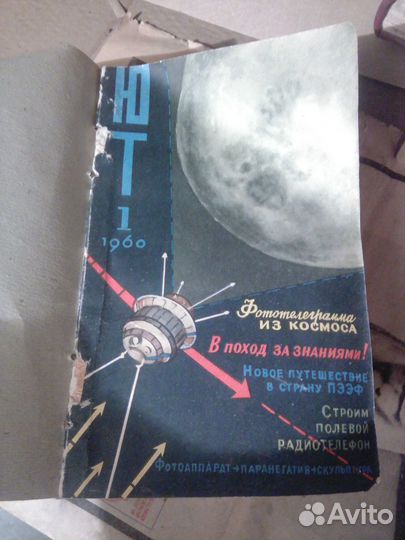 ЮТ
1
1960
Фототелеграмма
ИЗ КОСМОСА
В ПОХОД ЗА ЗНАНИЯМИ!
НОВОЕ ПУТЕШЕСТВИЕ
В СТРАНУ ПЭЭФ
СТРОИМ
ПОЛЕВОЙ
РАДИОТЕЛЕФОН
ФОТОАППАРАТ→ПАРАНЕГАТИВ→СКУЛЬПТУРА
Avito